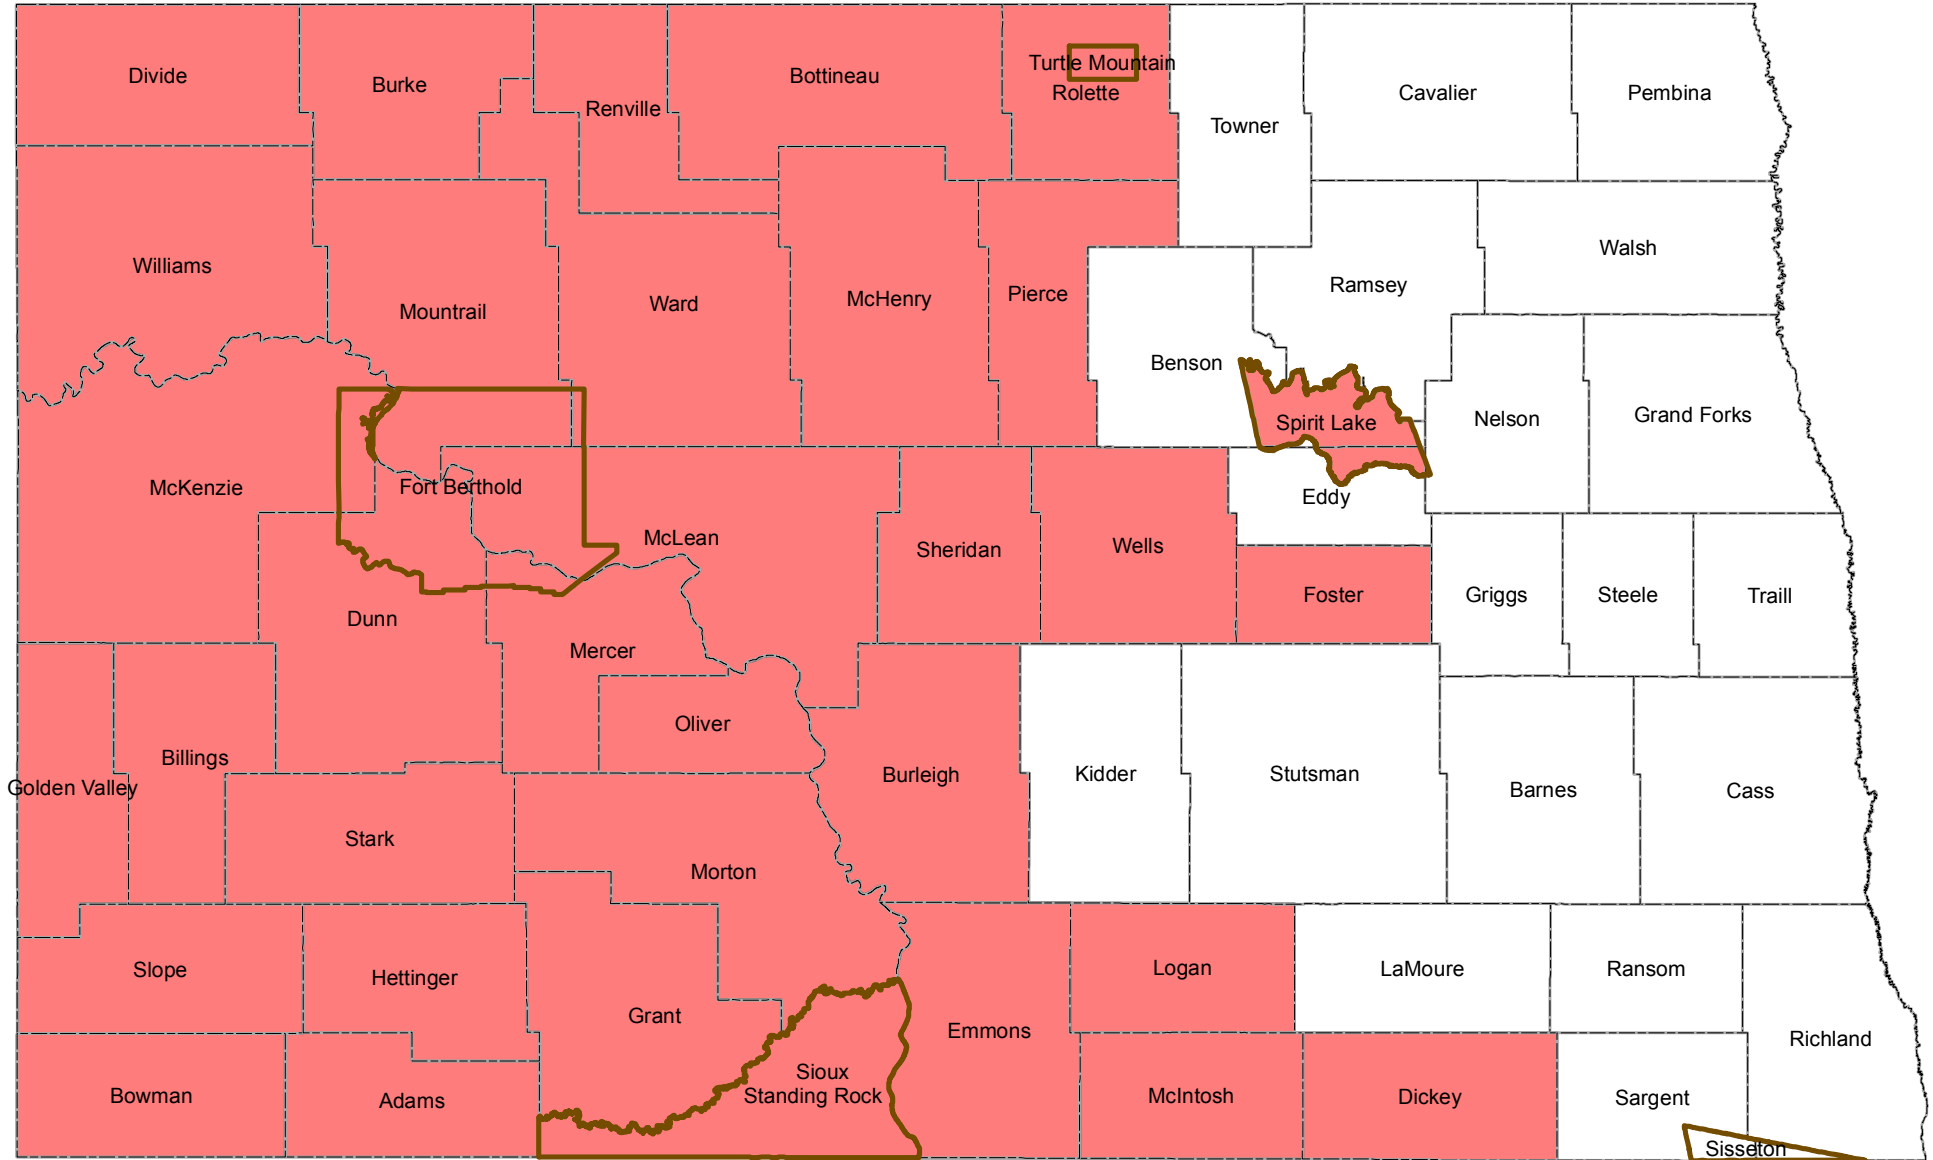 Divide
Burke
Renville
Bottineau
Turtle Mountain
Rolette
Towner
Cavalier
Pembina
Williams
Mountrail
Ward
McHenry
Pierce
Benson
Ramsey
Walsh
Spirit Lake
Nelson
Grand Forks
McKenzie
Fort Berthold
McLean
Sheridan
Wells
Eddy
Foster
Griggs
Steele
Traill
Dunn
Mercer
Oliver
Golden Valley
Billings
Stark
Morton
Burleigh
Kidder
Stutsman
Barnes
Cass
Slope
Hettinger
Grant
Emmons
Logan
LaMoure
Ransom
Richland
Bowman
Adams
Sioux
Standing Rock
McIntosh
Dickey
Sargent
Sisseton